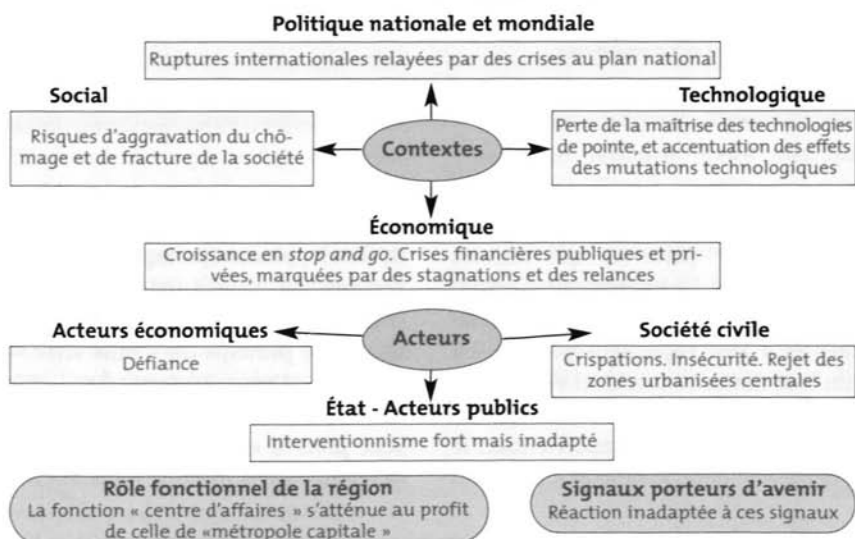 Politique nationale et mondiale
Ruptures internationales relayées par des crises au plan national
Social
Risques d'aggravation du chô-
mage et de fracture de la société
Contextes
Technologique
Perte de la maîtrise des technologies
de pointe, et accentuation des effets
des mutations technologiques
Économique
Croissance en stop and go. Crises financières publiques et pri-
vées, marquées par des stagnations et des relances
Acteurs économiques
Défiance
Acteurs
Société civile
Crispations. Insécurité. Rejet des
zones urbanisées centrales
État - Acteurs publics
Interventionnisme fort mais inadapté
Rôle fonctionnel de la région
La fonction « centre d'affaires » s'atténue au profit
de celle de «métropole capitale »
Signaux porteurs d'avenir
Réaction inadaptée à ces signaux